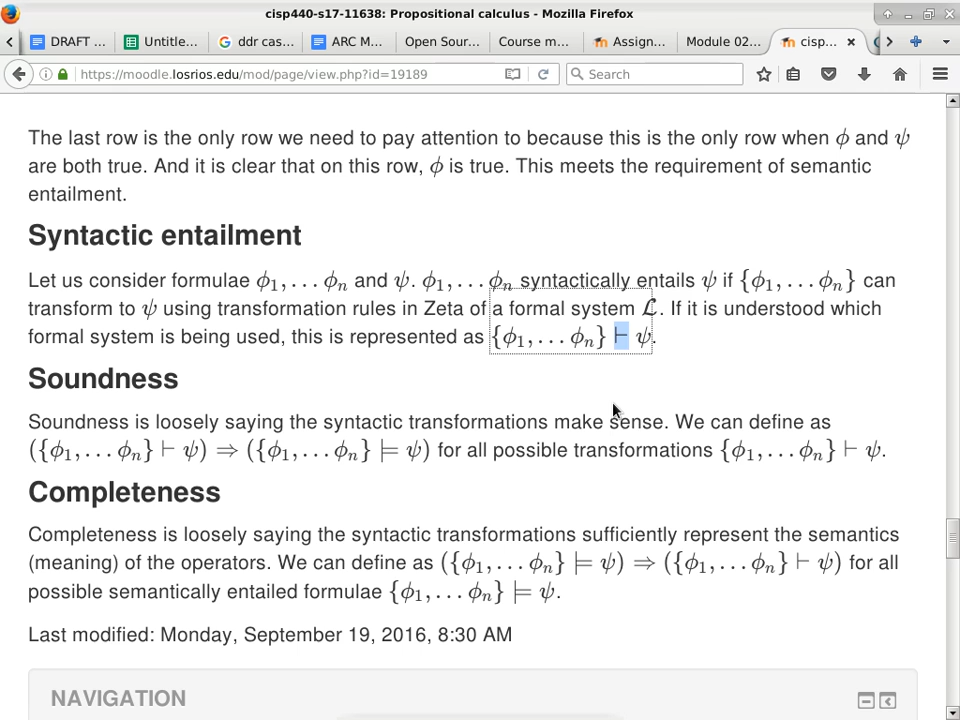 cisp440-s17-11638: Propositional calculus - Mozilla Firefox
DRAFT ... Untitle... ddr cas... ARC M... Open Sour... Course m... Assign... Module 02... cisp...
https://moodle.losrios.edu/mod/page/view.php?id=19189 Search
The last row is the only row we need to pay attention to because this is the only row when ϕ and ψ
are both true. And it is clear that on this row, ϕ is true. This meets the requirement of semantic
entailment.
Syntactic entailment
Let us consider formulae ϕ₁, … ϕₙ and ψ. ϕ₁, … ϕₙ syntactically entails ψ if {ϕ₁, … ϕₙ} can
transform to ψ using transformation rules in Zeta of a formal system ℒ. If it is understood which
formal system is being used, this is represented as {ϕ₁, … ϕₙ} ⊢ ψ.
Soundness
Soundness is loosely saying the syntactic transformations make sense. We can define as
({ϕ₁, … ϕₙ} ⊢ ψ) ⇒ ({ϕ₁, … ϕₙ} ⊨ ψ) for all possible transformations {ϕ₁, … ϕₙ} ⊢ ψ.
Completeness
Completeness is loosely saying the syntactic transformations sufficiently represent the semantics
(meaning) of the operators. We can define as ({ϕ₁, … ϕₙ} ⊨ ψ) ⇒ ({ϕ₁, … ϕₙ} ⊢ ψ) for all
possible semantically entailed formulae {ϕ₁, … ϕₙ} ⊨ ψ.
Last modified: Monday, September 19, 2016, 8:30 AM
NAVIGATION